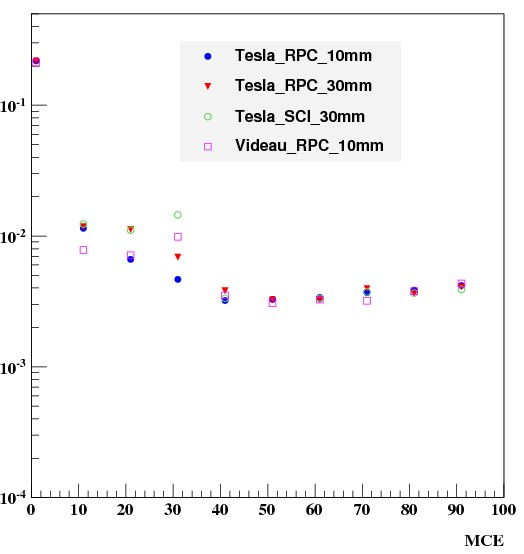 Tesla_RPC_10mm
Tesla_RPC_30mm
Tesla_SCI_30mm
Videau_RPC_10mm
10-1
10-2
10-3
10-4
0 10 20 30 40 50 60 70 80 90 100
MCE